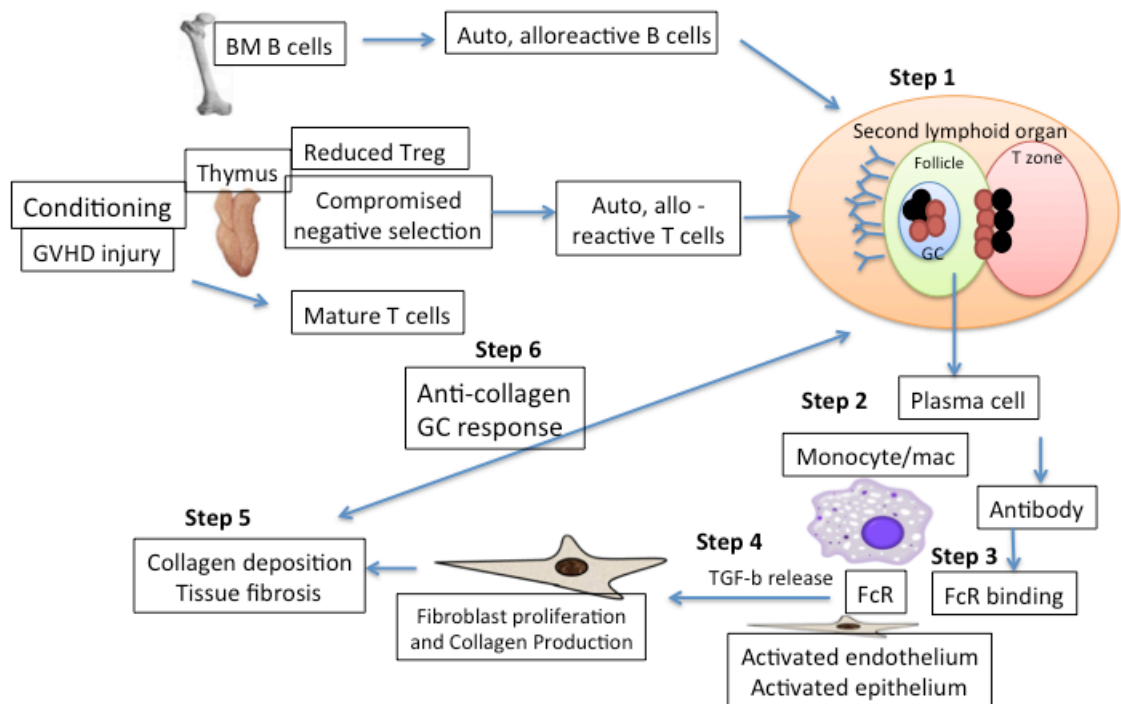 BM B cells
Auto, alloreactive B cells
Step 1
Second lymphoid organ
Follicle
T zone
GC
Thymus
Reduced Treg
Conditioning
GVHD injury
Compromised
negative selection
Auto, allo -
reactive T cells
Mature T cells
Step 6
Anti-collagen
GC response
Step 2
Plasma cell
Monocyte/mac
Antibody
Step 3
FcR binding
FcR
Step 4
TGF-b release
Activated endothelium
Activated epithelium
Fibroblast proliferation
and Collagen Production
Step 5
Collagen deposition
Tissue fibrosis